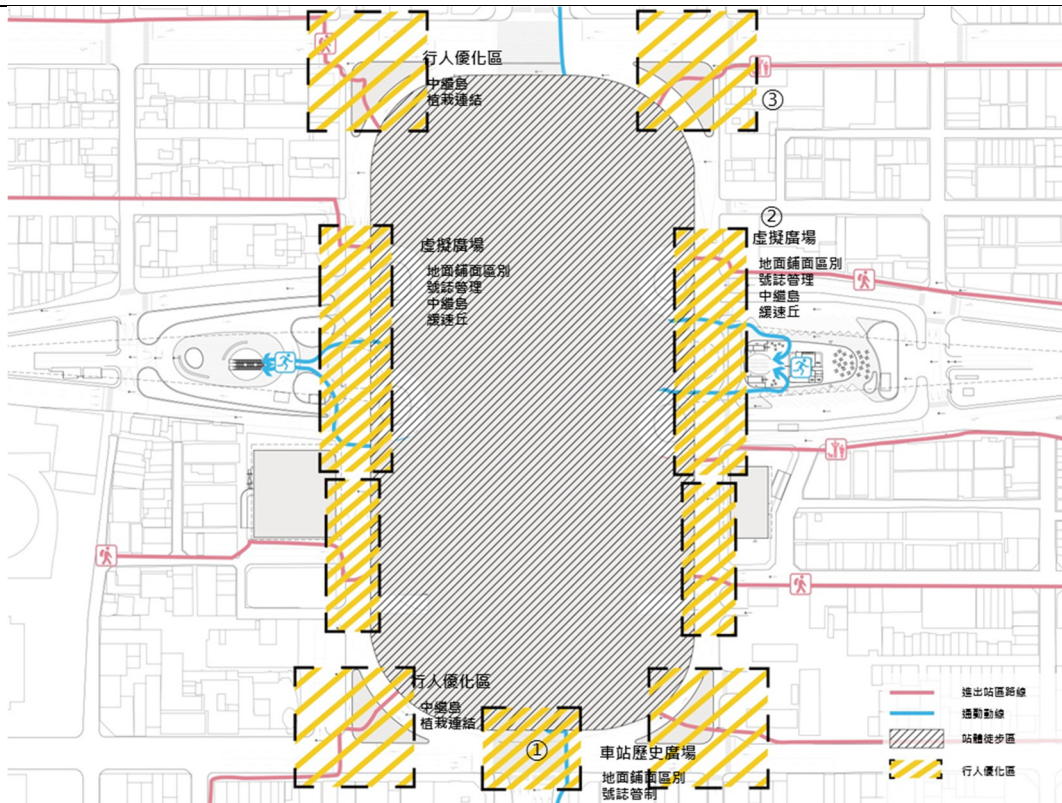 行人優化區
中繼島
植栽連結
③
②
虛擬廣場
地面鋪面區別
號誌管理
中繼島
緩速丘
虛擬廣場
地面鋪面區別
號誌管理
中繼島
緩速丘
行人優化區
中繼島
植栽連結
①
車站歷史廣場
地面鋪面區別
號誌管制
進出站區路線
通勤動線
站體徒步區
行人優化區